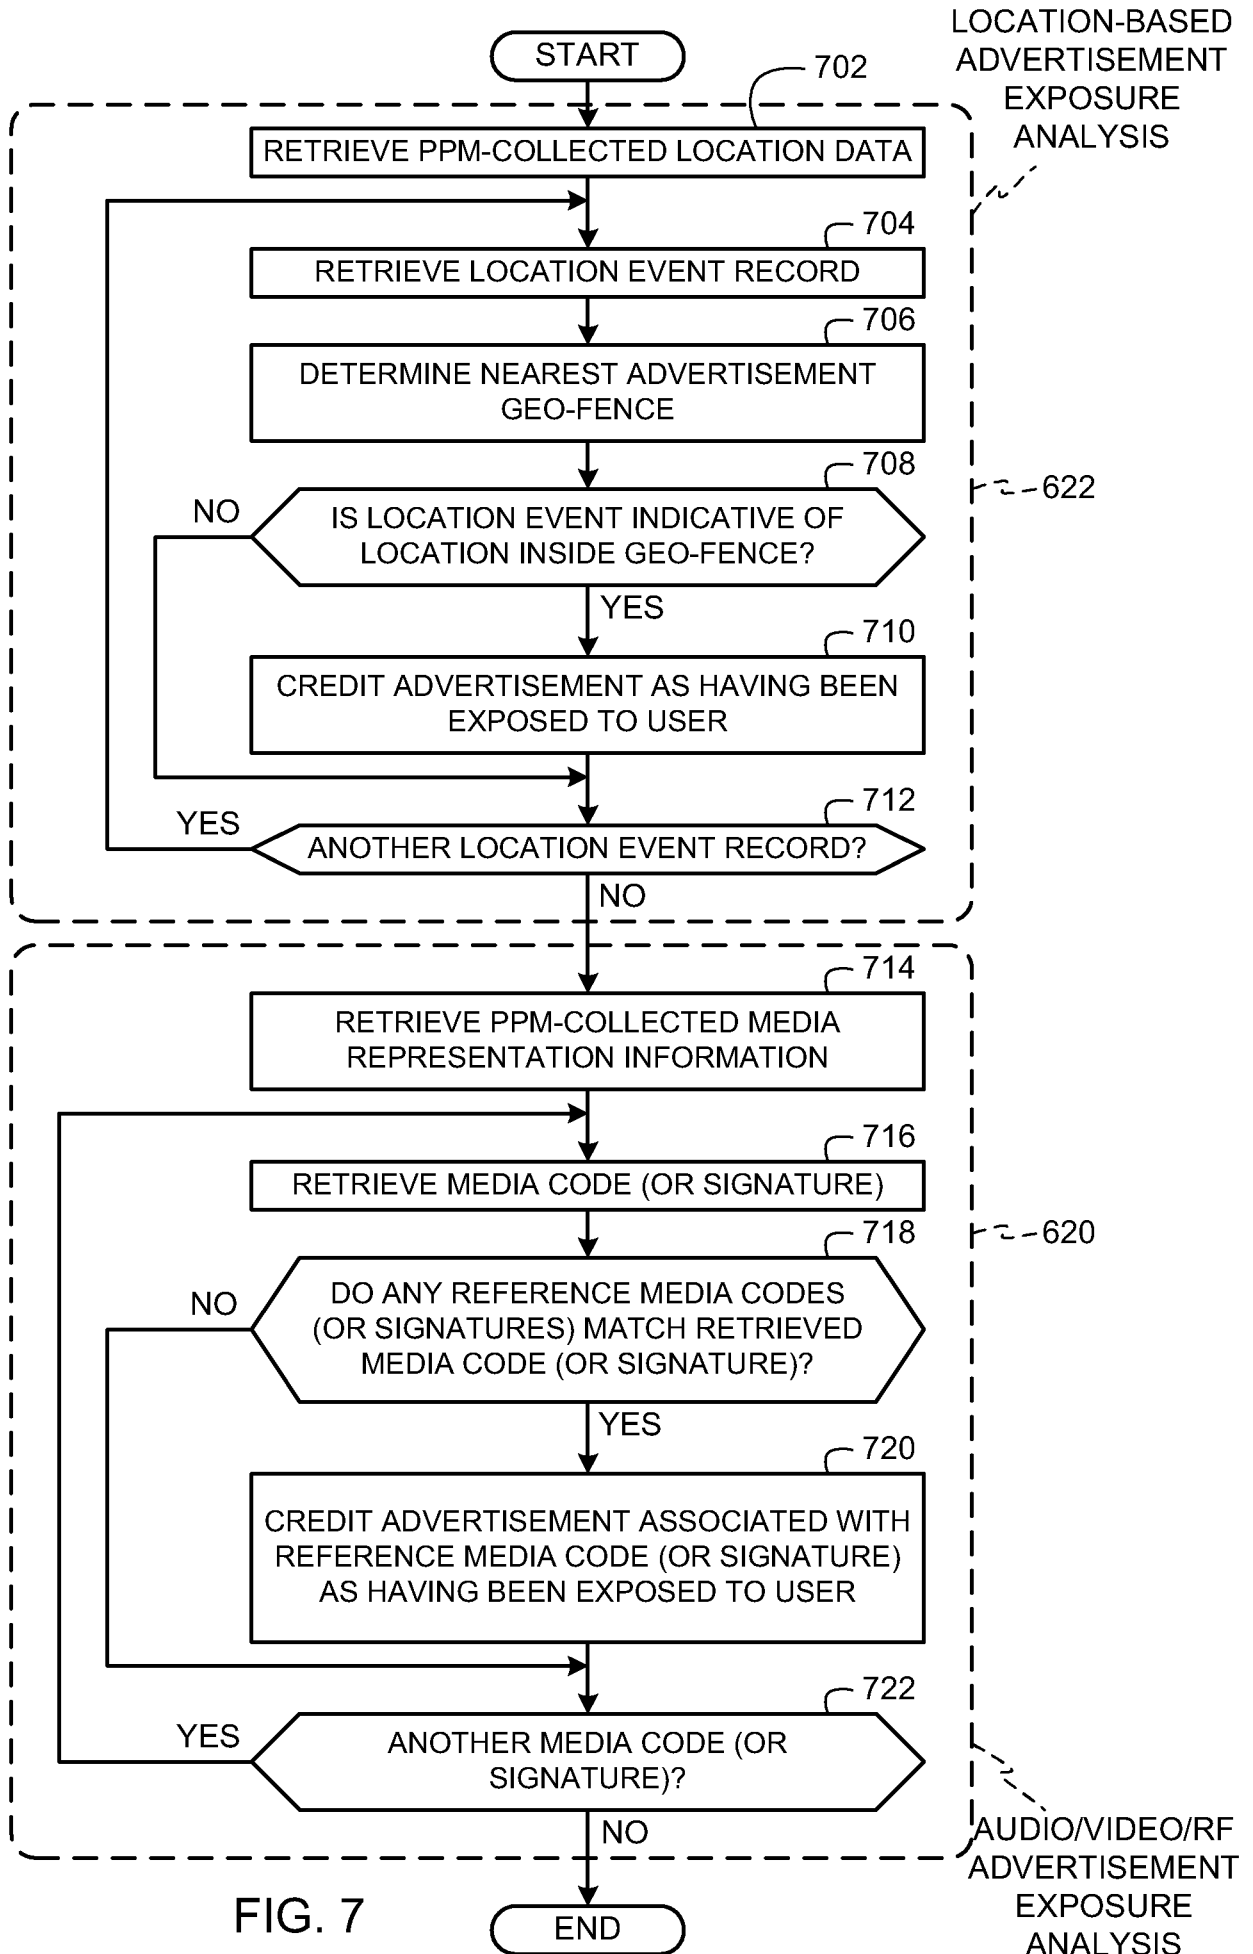 LOCATION-BASED
ADVERTISEMENT
EXPOSURE
ANALYSIS
START
702
RETRIEVE PPM-COLLECTED LOCATION DATA
704
RETRIEVE LOCATION EVENT RECORD
706
DETERMINE NEAREST ADVERTISEMENT
GEO-FENCE
708
622
NO
IS LOCATION EVENT INDICATIVE OF
LOCATION INSIDE GEO-FENCE?
YES
710
CREDIT ADVERTISEMENT AS HAVING BEEN
EXPOSED TO USER
712
YES
ANOTHER LOCATION EVENT RECORD?
NO
714
RETRIEVE PPM-COLLECTED MEDIA
REPRESENTATION INFORMATION
716
RETRIEVE MEDIA CODE (OR SIGNATURE)
718
620
NO
DO ANY REFERENCE MEDIA CODES
(OR SIGNATURES) MATCH RETRIEVED
MEDIA CODE (OR SIGNATURE)?
YES
720
CREDIT ADVERTISEMENT ASSOCIATED WITH
REFERENCE MEDIA CODE (OR SIGNATURE)
AS HAVING BEEN EXPOSED TO USER
722
YES
ANOTHER MEDIA CODE (OR
SIGNATURE)?
NO
AUDIO/VIDEO/RF
ADVERTISEMENT
EXPOSURE
ANALYSIS
FIG. 7
END